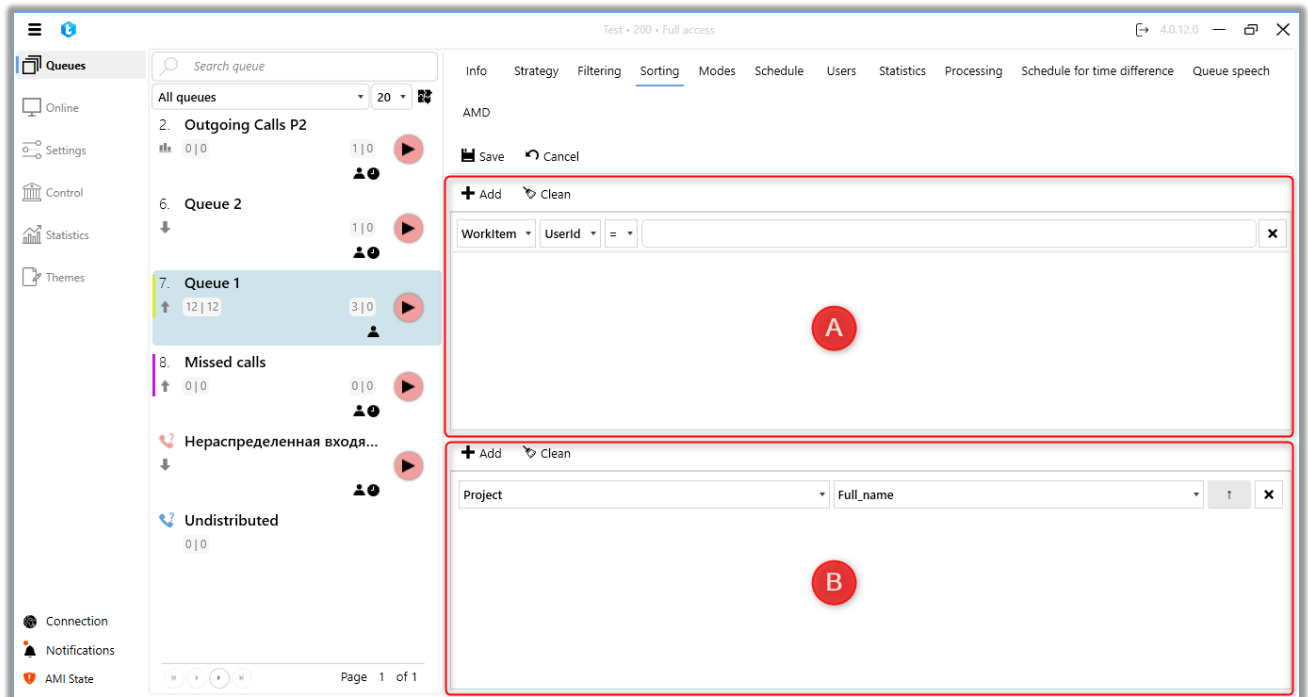 Test • 200 • Full access
4.0.12.0
Queues
Online
Settings
Control
Statistics
Themes
Connection
Notifications
AMI State
Search queue
All queues 20
2. Outgoing Calls P2
0|0 1|0
6. Queue 2
1|0
7. Queue 1
12|12 3|0
8. Missed calls
0|0 0|0
Нераспределенная входя...
Undistributed
0|0
Page 1 of 1
Info Strategy Filtering Sorting Modes Schedule Users Statistics Processing Schedule for time difference Queue speech
AMD
Save Cancel
Add Clean
WorkItem UserId =
A
Add Clean
Project Full_name ↑
B